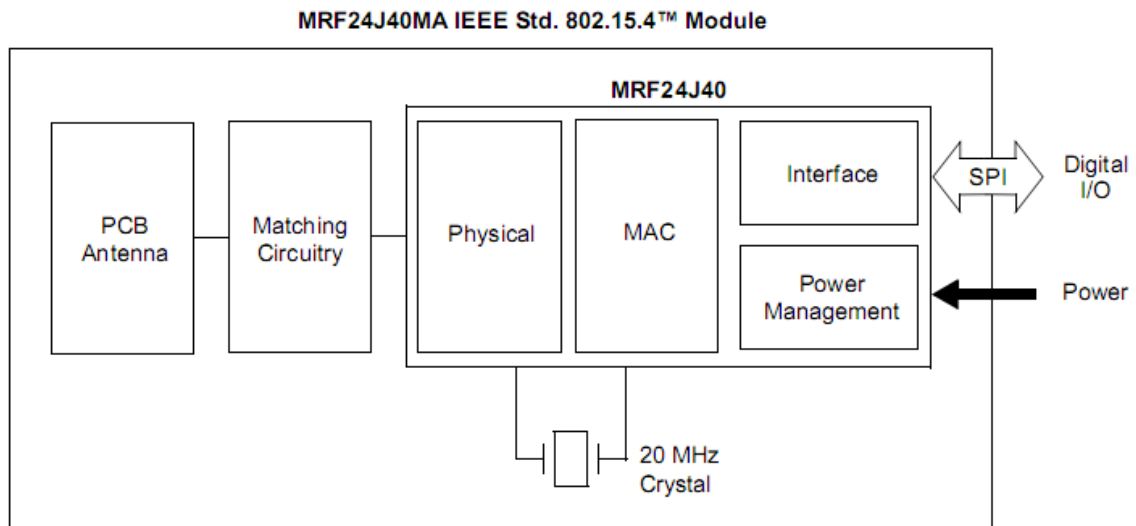 MRF24J40MA IEEE Std. 802.15.4™ Module
MRF24J40
PCB
Antenna
Matching
Circuitry
Physical
MAC
Interface
Power
Management
SPI
Digital
I/O
Power
20 MHz
Crystal